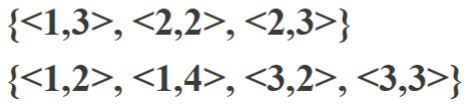 {<1,3>, <2,2>, <2,3>}
{<1,2>, <1,4>, <3,2>, <3,3>}